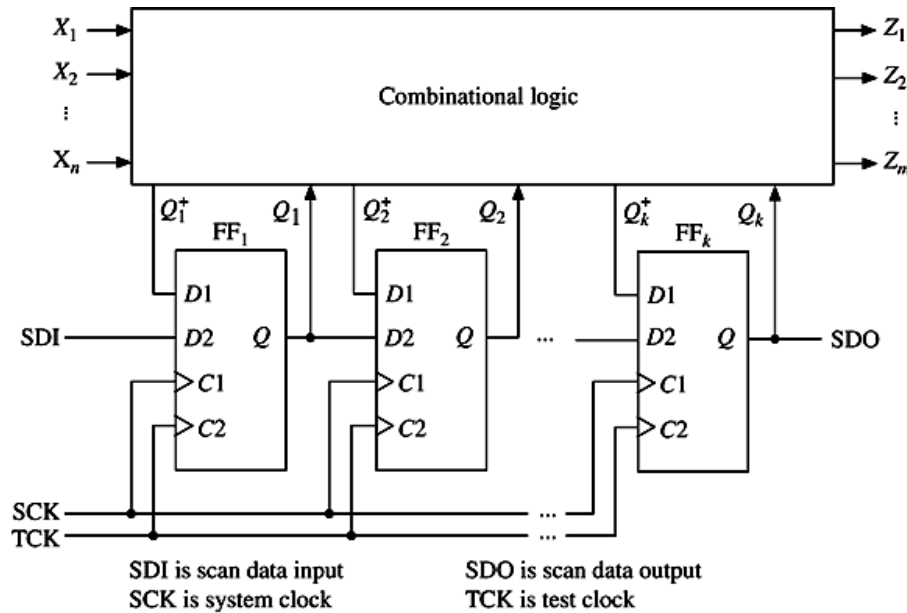 X₁
Z₁
X₂
Z₂
Combinational logic
⋮
⋮
Xₙ
Zₘ
Q₁⁺
Q₁
Q₂⁺
Q₂
Qₖ⁺
Qₖ
FF₁
FF₂
FFₖ
D1
D1
D1
SDI
D2
Q
D2
Q
...
D2
Q
SDO
C1
C1
C1
C2
C2
C2
SCK
...
TCK
...
SDI is scan data input
SDO is scan data output
SCK is system clock
TCK is test clock